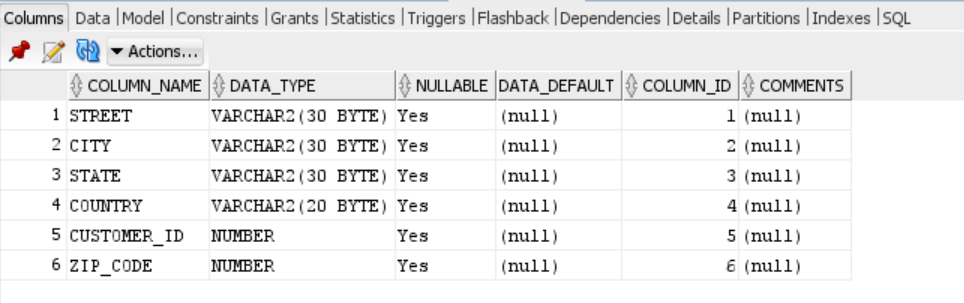 Columns Data |Model |Constraints |Grants |Statistics |Triggers |Flashback |Dependencies |Details |Partitions |Indexes |SQL
Actions...
COLUMN_NAME DATA_TYPE NULLABLE DATA_DEFAULT COLUMN_ID COMMENTS
1 STREET VARCHAR2(30 BYTE) Yes (null) 1 (null)
2 CITY VARCHAR2(30 BYTE) Yes (null) 2 (null)
3 STATE VARCHAR2(30 BYTE) Yes (null) 3 (null)
4 COUNTRY VARCHAR2(20 BYTE) Yes (null) 4 (null)
5 CUSTOMER_ID NUMBER Yes (null) 5 (null)
6 ZIP_CODE NUMBER Yes (null) 6 (null)